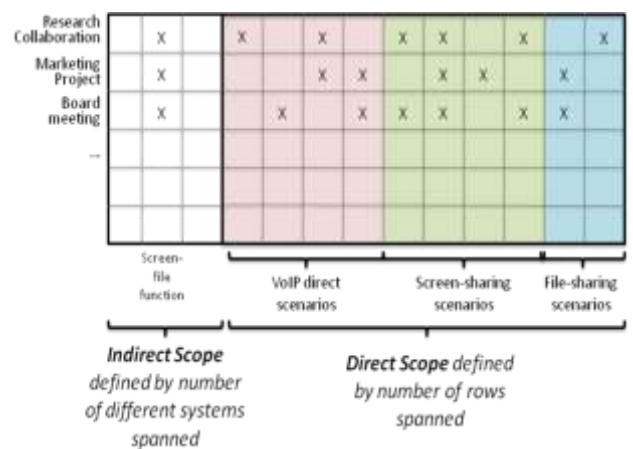 Research
Collaboration X X X X X X X
Marketing
Project X X X X X X
Board
meeting X X X X X X X
...
Screen-
file
function
VoIP direct
scenarios
Screen-sharing
scenarios
File-sharing
scenarios
Indirect Scope
defined by number
of different systems
spanned
Direct Scope defined
by number of rows
spanned